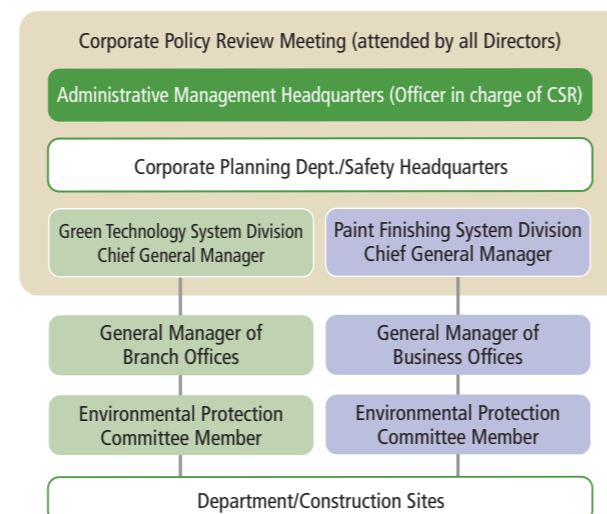 Corporate Policy Review Meeting (attended by all Directors)
Administrative Management Headquarters (Officer in charge of CSR)
Corporate Planning Dept./Safety Headquarters
Green Technology System Division
Chief General Manager
Paint Finishing System Division
Chief General Manager
General Manager of
Branch Offices
General Manager of
Business Offices
Environmental Protection
Committee Member
Environmental Protection
Committee Member
Department/Construction Sites